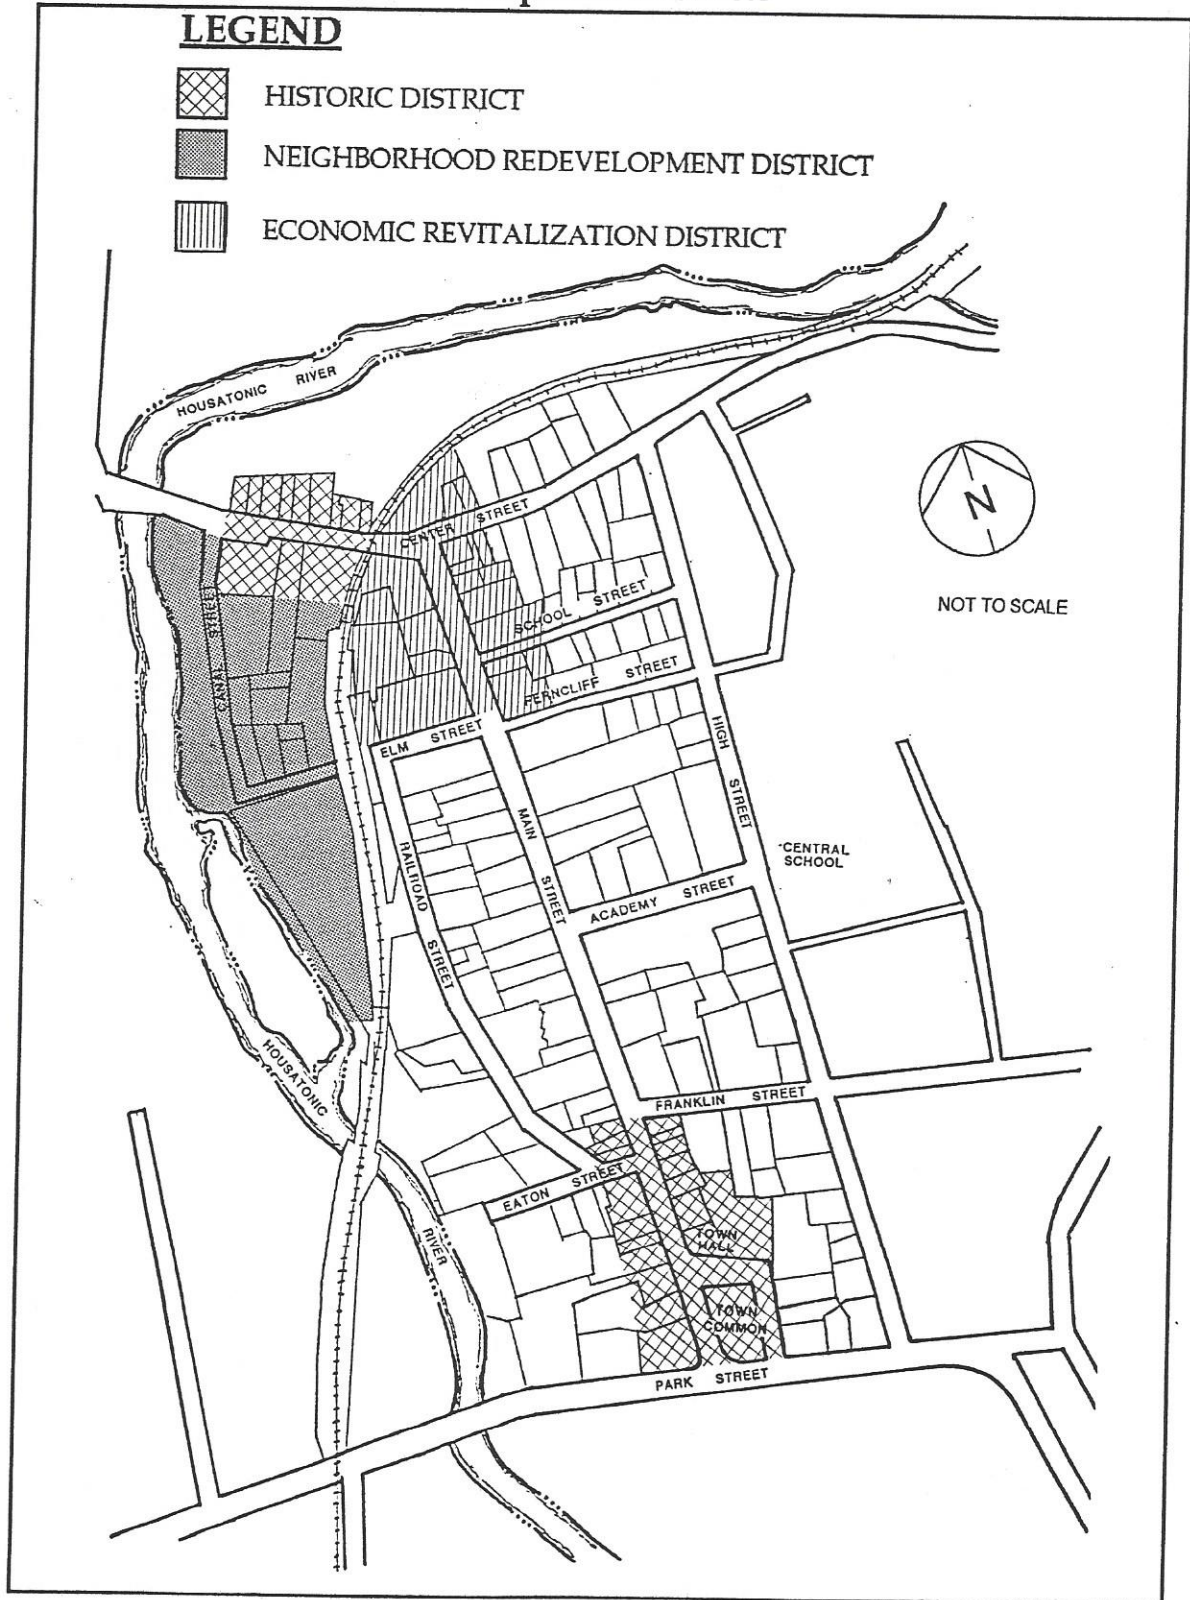 LEGEND
HISTORIC DISTRICT
NEIGHBORHOOD REDEVELOPMENT DISTRICT
ECONOMIC REVITALIZATION DISTRICT
HOUSATONIC RIVER
N
NOT TO SCALE
CENTER STREET
SCHOOL STREET
CANAL STREET
FERNCLIFF STREET
ELM STREET
HIGH STREET
MAIN STREET
RAILROAD STREET
CENTRAL
SCHOOL
ACADEMY STREET
HOUSATONIC RIVER
FRANKLIN STREET
EATON STREET
TOWN
HALL
TOWN
COMMON
PARK STREET